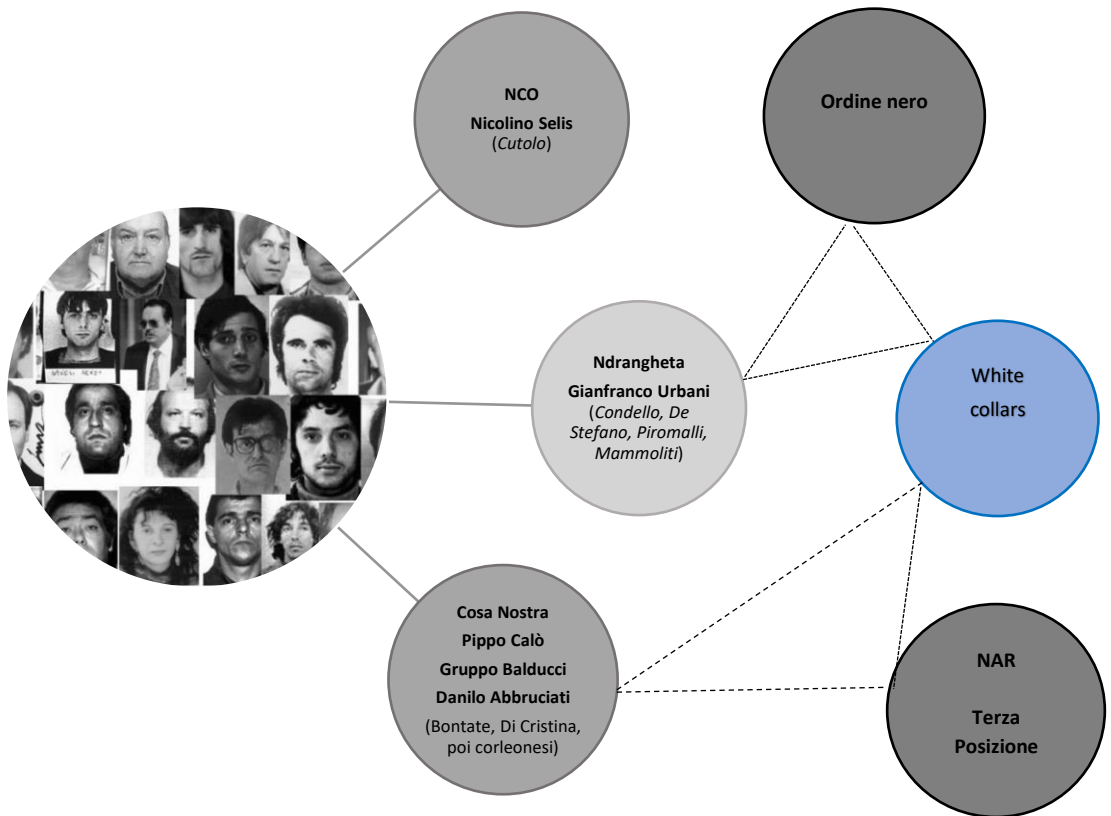 NCO
Nicolino Selis
(Cutolo)
Ordine nero
Ndrangheta
Gianfranco Urbani
(Condello, De
Stefano, Piromalli,
Mammoliti)
White
collars
Cosa Nostra
Pippo Calò
Gruppo Balducci
Danilo Abbruciati
(Bontate, Di Cristina,
poi corleonesi)
NAR
Terza
Posizione